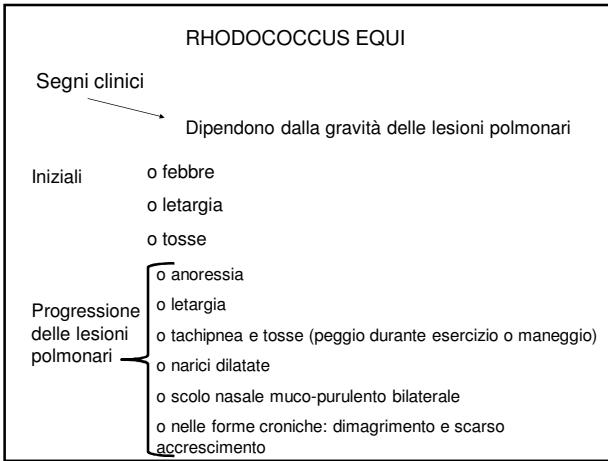 RHODOCOCCUS EQUI
Segni clinici
Dipendono dalla gravità delle lesioni polmonari
Iniziali
o febbre
o letargia
o tosse
Progressione
delle lesioni
polmonari
o anoressia
o letargia
o tachipnea e tosse (peggio durante esercizio o maneggio)
o narici dilatate
o scolo nasale muco-purulento bilaterale
o nelle forme croniche: dimagrimento e scarso
accrescimento